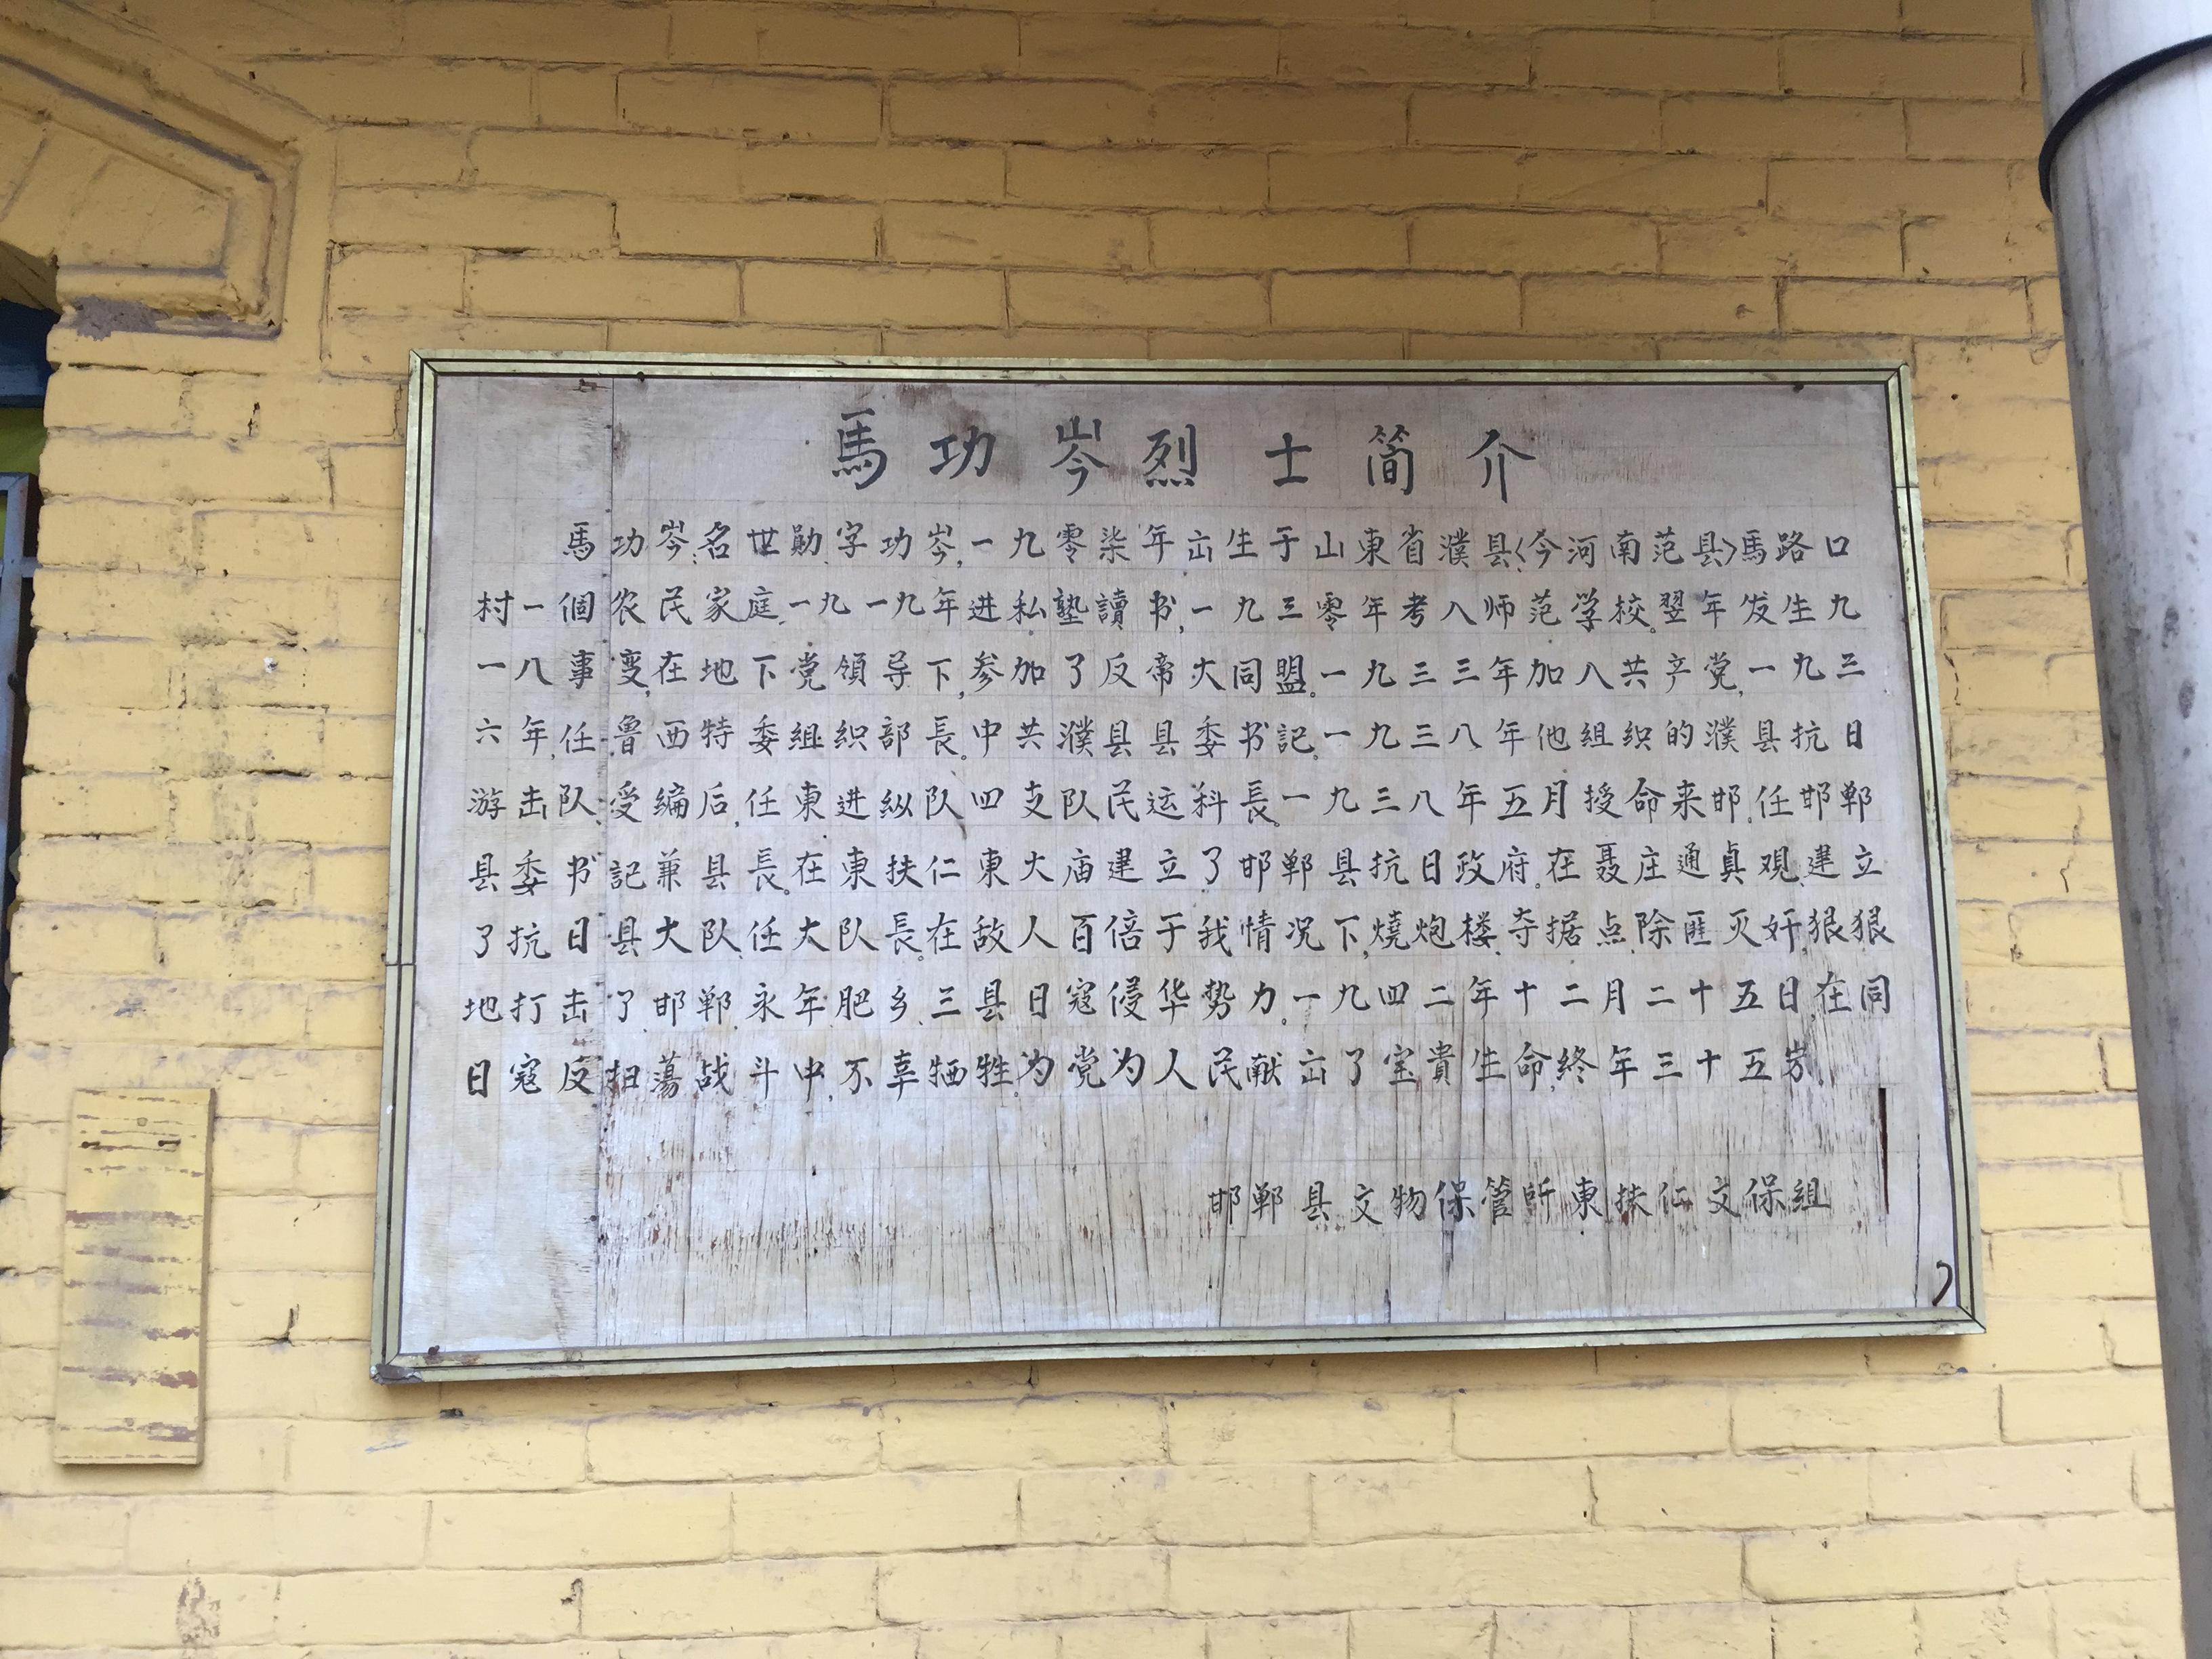 馬功岑烈士简介
馬功岑,名世勛,字功岑,一九零柒年出生于山東省濮县〈今河南范县〉馬路口
村一個农民家庭,一九一九年进私塾讀书,一九三零年考入师范学校。翌年发生九
一八事变,在地下党領导下,参加了反帝大同盟。一九三三年加入共产党,一九三
六年,任鲁西特委組织部長。中共濮县县委书記。一九三八年他組织的濮县抗日
游击队,受編后,任東进纵队四支队民运科長。一九三八年五月授命来邯,任邯郸
县委书記兼县長。在東扶仁東大庙建立了邯郸县抗日政府。在聂庄通真观,建立
了抗日县大队,任大队長。在敌人百倍于我情况下,燒炮楼,夺据点,除匪灭奸,狠狠
地打击了邯郸,永年,肥乡,三县日寇侵华势力。一九四二年十二月二十五日,在同
日寇反扫蕩战斗中,不幸牺牲。为党为人民献出了宝貴生命,終年三十五岁。
邯郸县文物保管所東扶仁文保組